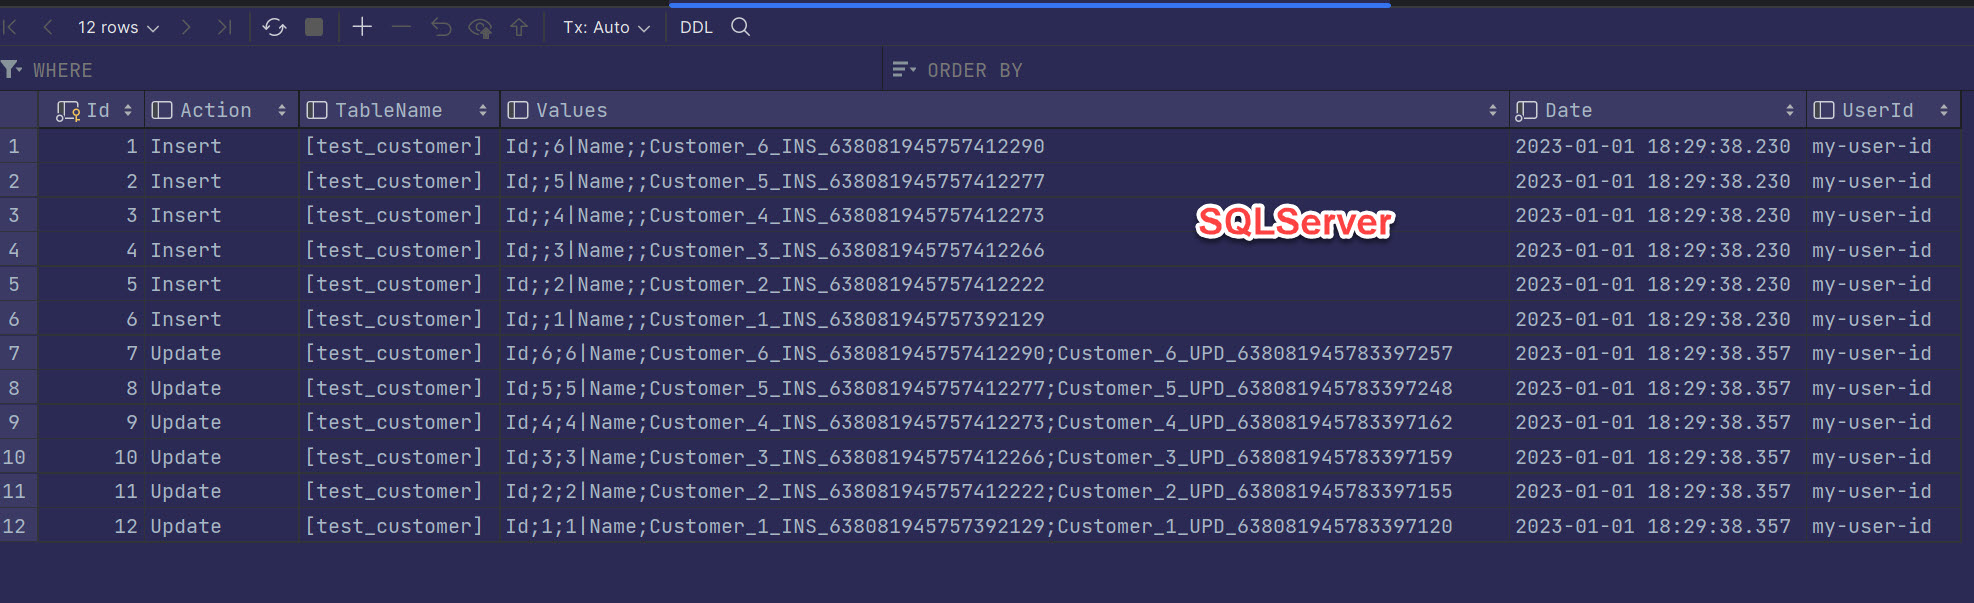 12 rows Tx: Auto DDL
WHERE ORDER BY
Id Action TableName Values Date UserId
1 1 Insert [test_customer] Id;;6|Name;;Customer_6_INS_638081945757412290 2023-01-01 18:29:38.230 my-user-id
2 2 Insert [test_customer] Id;;5|Name;;Customer_5_INS_638081945757412277 2023-01-01 18:29:38.230 my-user-id
3 3 Insert [test_customer] Id;;4|Name;;Customer_4_INS_638081945757412273 2023-01-01 18:29:38.230 my-user-id
SQLServer
4 4 Insert [test_customer] Id;;3|Name;;Customer_3_INS_638081945757412266 2023-01-01 18:29:38.230 my-user-id
5 5 Insert [test_customer] Id;;2|Name;;Customer_2_INS_638081945757412222 2023-01-01 18:29:38.230 my-user-id
6 6 Insert [test_customer] Id;;1|Name;;Customer_1_INS_638081945757392129 2023-01-01 18:29:38.230 my-user-id
7 7 Update [test_customer] Id;6;6|Name;Customer_6_INS_638081945757412290;Customer_6_UPD_638081945783397257 2023-01-01 18:29:38.357 my-user-id
8 8 Update [test_customer] Id;5;5|Name;Customer_5_INS_638081945757412277;Customer_5_UPD_638081945783397248 2023-01-01 18:29:38.357 my-user-id
9 9 Update [test_customer] Id;4;4|Name;Customer_4_INS_638081945757412273;Customer_4_UPD_638081945783397162 2023-01-01 18:29:38.357 my-user-id
10 10 Update [test_customer] Id;3;3|Name;Customer_3_INS_638081945757412266;Customer_3_UPD_638081945783397159 2023-01-01 18:29:38.357 my-user-id
11 11 Update [test_customer] Id;2;2|Name;Customer_2_INS_638081945757412222;Customer_2_UPD_638081945783397155 2023-01-01 18:29:38.357 my-user-id
12 12 Update [test_customer] Id;1;1|Name;Customer_1_INS_638081945757392129;Customer_1_UPD_638081945783397120 2023-01-01 18:29:38.357 my-user-id